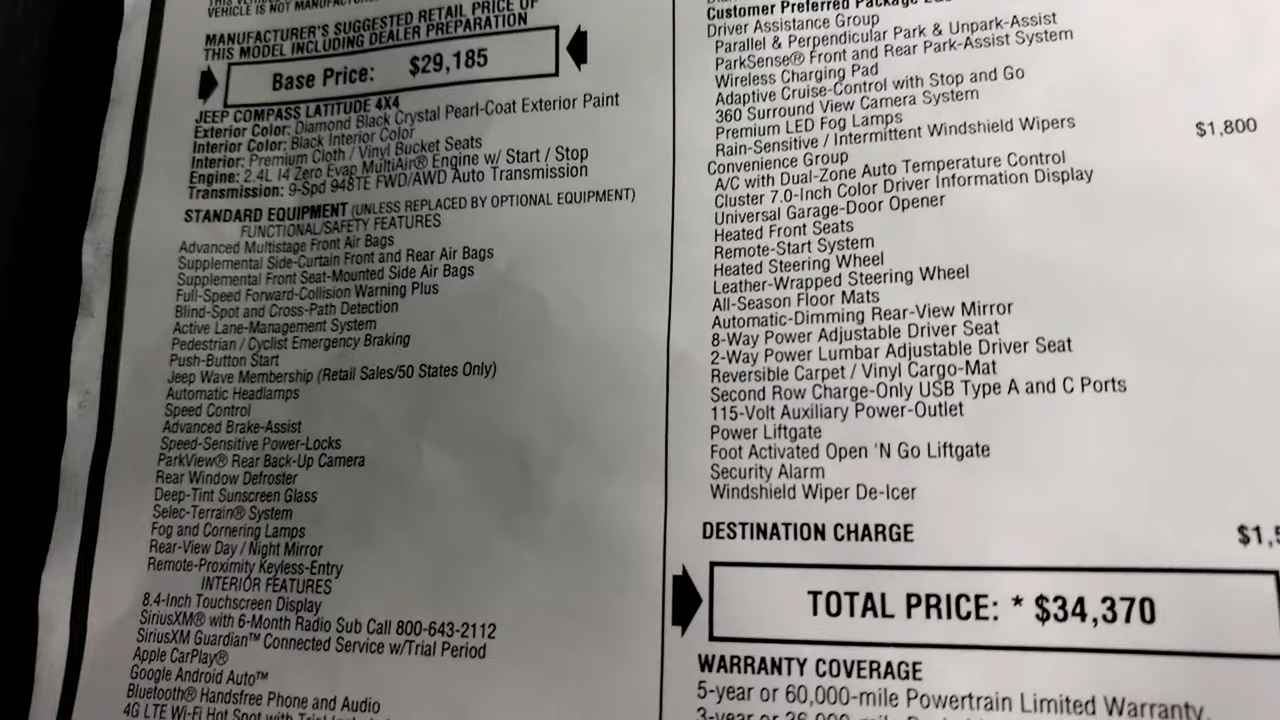 VEHICLE IS NOT
MANUFACTURER'S SUGGESTED RETAIL PRICE OF
THIS MODEL INCLUDING DEALER PREPARATION
Base Price: $29,185
JEEP COMPASS LATITUDE 4X4
Exterior Color: Diamond Black Crystal Pearl-Coat Exterior Paint
Interior Color: Black Interior Color
Interior: Premium Cloth / Vinyl Bucket Seats
Engine: 2.4L I4 Zero Evap MultiAir® Engine w/ Start / Stop
Transmission: 9-Spd 948TE FWD/AWD Auto Transmission
STANDARD EQUIPMENT (UNLESS REPLACED BY OPTIONAL EQUIPMENT)
FUNCTIONAL/SAFETY FEATURES
Advanced Multistage Front Air Bags
Supplemental Side-Curtain Front and Rear Air Bags
Supplemental Front Seat-Mounted Side Air Bags
Full-Speed Forward-Collision Warning Plus
Blind-Spot and Cross-Path Detection
Active Lane-Management System
Pedestrian / Cyclist Emergency Braking
Push-Button Start
Jeep Wave Membership (Retail Sales/50 States Only)
Automatic Headlamps
Speed Control
Advanced Brake-Assist
Speed-Sensitive Power-Locks
ParkView® Rear Back-Up Camera
Rear Window Defroster
Deep-Tint Sunscreen Glass
Selec-Terrain® System
Fog and Cornering Lamps
Rear-View Day / Night Mirror
Remote-Proximity Keyless-Entry
INTERIOR FEATURES
8.4-Inch Touchscreen Display
SiriusXM® with 6-Month Radio Sub Call 800-643-2112
SiriusXM Guardian™ Connected Service w/Trial Period
Apple CarPlay®
Google Android Auto™
Bluetooth® Handsfree Phone and Audio
4G LTE Wi-Fi Hot Spot with
Customer Preferred Package
Driver Assistance Group
Parallel & Perpendicular Park & Unpark-Assist
ParkSense® Front and Rear Park-Assist System
Wireless Charging Pad
Adaptive Cruise-Control with Stop and Go
360 Surround View Camera System
Premium LED Fog Lamps
Rain-Sensitive / Intermittent Windshield Wipers
Convenience Group $1,800
A/C with Dual-Zone Auto Temperature Control
Cluster 7.0-Inch Color Driver Information Display
Universal Garage-Door Opener
Heated Front Seats
Remote-Start System
Heated Steering Wheel
Leather-Wrapped Steering Wheel
All-Season Floor Mats
Automatic-Dimming Rear-View Mirror
8-Way Power Adjustable Driver Seat
2-Way Power Lumbar Adjustable Driver Seat
Reversible Carpet / Vinyl Cargo-Mat
Second Row Charge-Only USB Type A and C Ports
115-Volt Auxiliary Power-Outlet
Power Liftgate
Foot Activated Open 'N Go Liftgate
Security Alarm
Windshield Wiper De-Icer
DESTINATION CHARGE
TOTAL PRICE: * $34,370
WARRANTY COVERAGE
5-year or 60,000-mile Powertrain Limited Warranty.